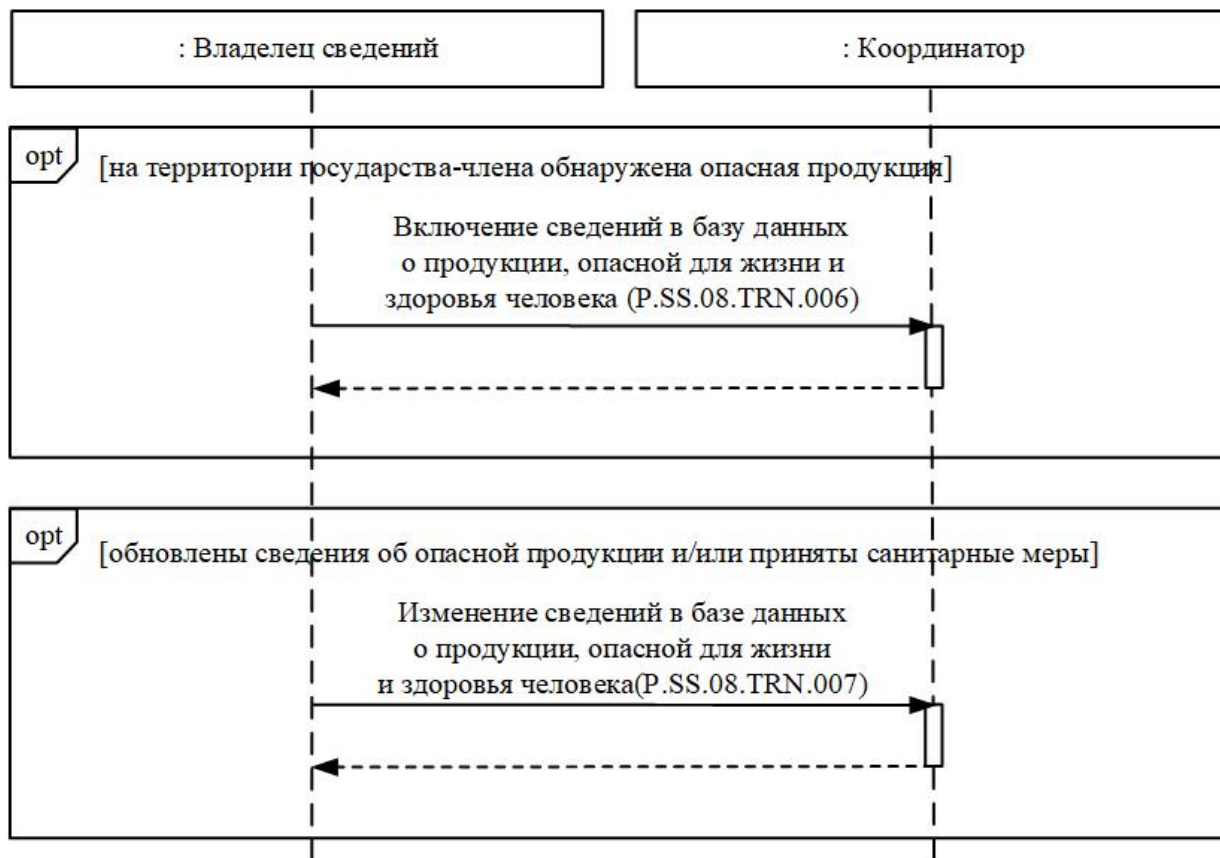 : Владелец сведений
: Координатор
opt
[на территории государства-члена обнаружена опасная продукция]
Включение сведений в базу данных
о продукции, опасной для жизни и
здоровья человека (P.SS.08.TRN.006)
opt
[обновлены сведения об опасной продукции и/или приняты санитарные меры]
Изменение сведений в базе данных
о продукции, опасной для жизни
и здоровья человека(P.SS.08.TRN.007)